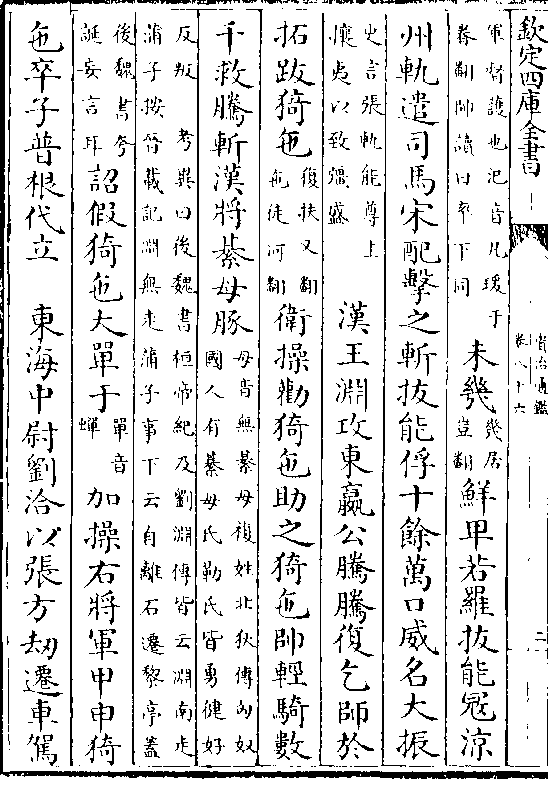 欽定四庫全書
資治通鑑
卷八十六
二
軍督護也汜音凡瑗于
眷翻帥讀曰率下同
未幾
幾居
豈翻
鮮卑若羅拔能冦涼
州軌遣司馬宋配擊之斬拔能俘十餘萬口威名大振
史言張軌能尊上
懷夷以致彊盛
漢王淵攻東嬴公騰騰復乞師於
拓跋猗㐌
復扶又翻
㐌徒河翻
衛操勸猗㐌助之猗㐌帥輕騎數
千救騰斬漢將綦母豚
母音無綦母複姓北狄傳匈奴
國人有綦母氏勒氏皆勇健好
反叛 考異曰後魏書桓帝紀及劉淵傳皆云淵南走
蒲子按晉載記淵無走蒲子事下云自離石遷黎亭蓋
後魏書夸
誕妄言耳
詔假猗㐌大單于
單音
蟬
加操右將軍甲申猗
㐌卒子普根代立 東海中尉劉洽以張方刼遷車駕